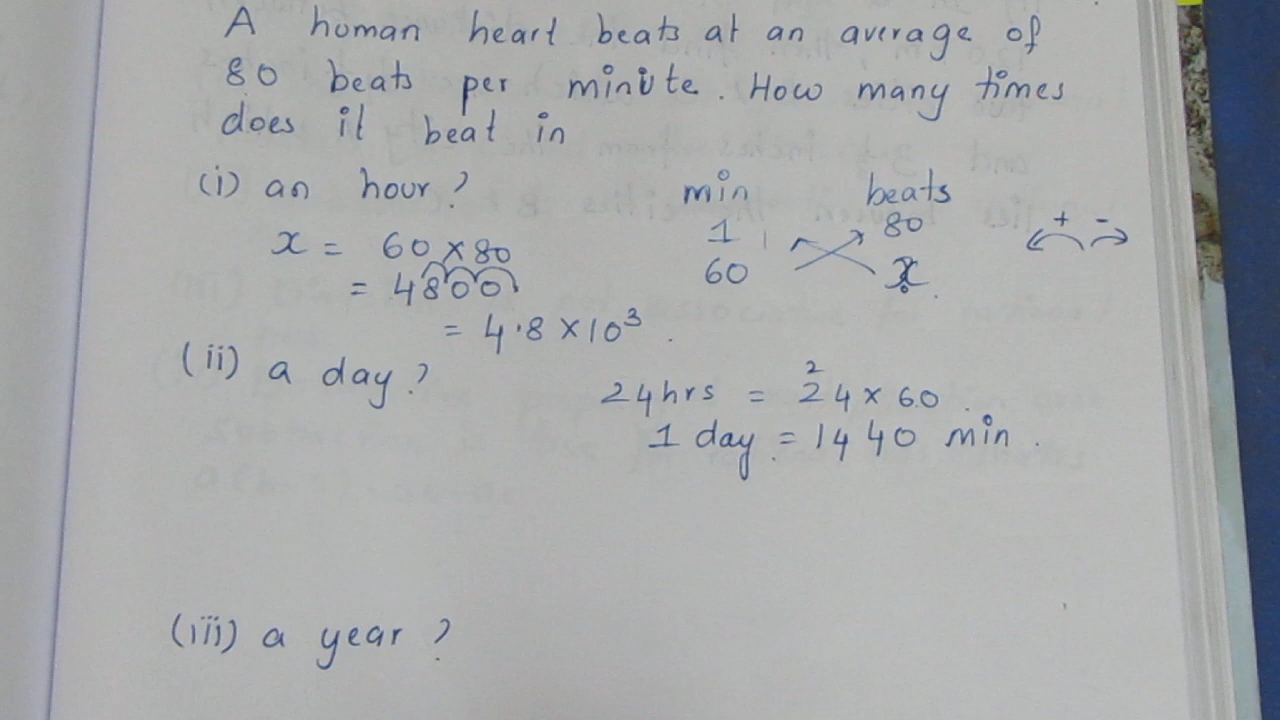 A human heart beats at an average of
80 beats per minute. How many times
does it beat in
(i) an hour?
min beats
1 80
60 x
+ -
x = 60 x 80
= 4800
= 4.8 x 10³
(ii) a day?
2
24hrs = 24 x 60.
1 day = 1440 min.
(iii) a year?